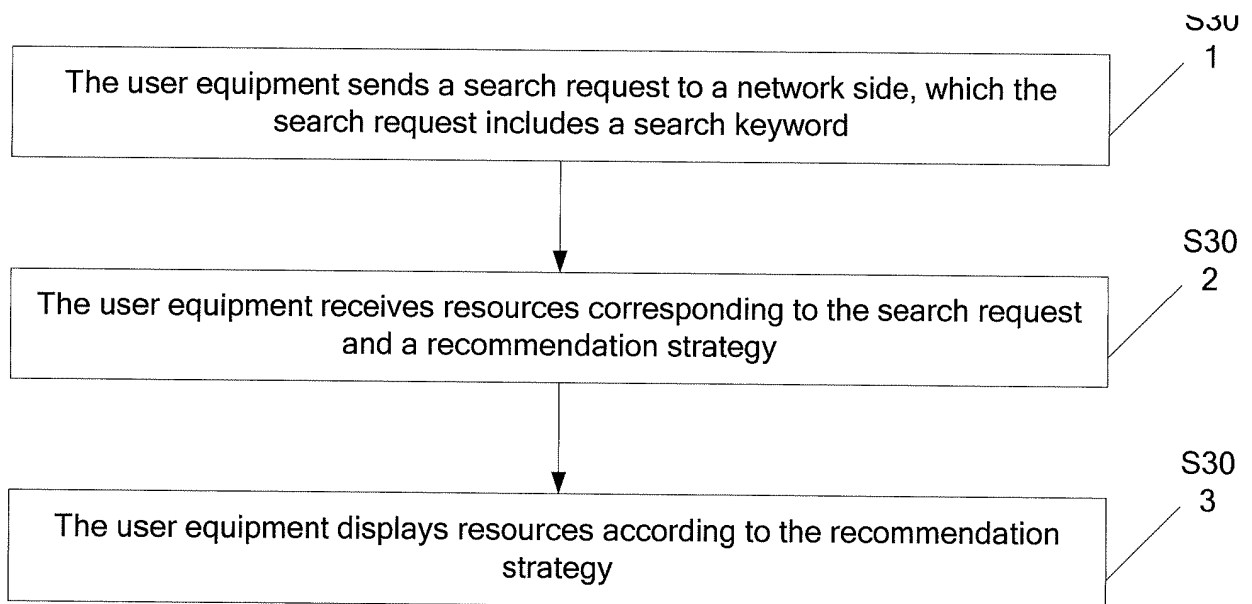 S30
1
The user equipment sends a search request to a network side, which the
search request includes a search keyword
S30
2
The user equipment receives resources corresponding to the search request
and a recommendation strategy
S30
3
The user equipment displays resources according to the recommendation
strategy